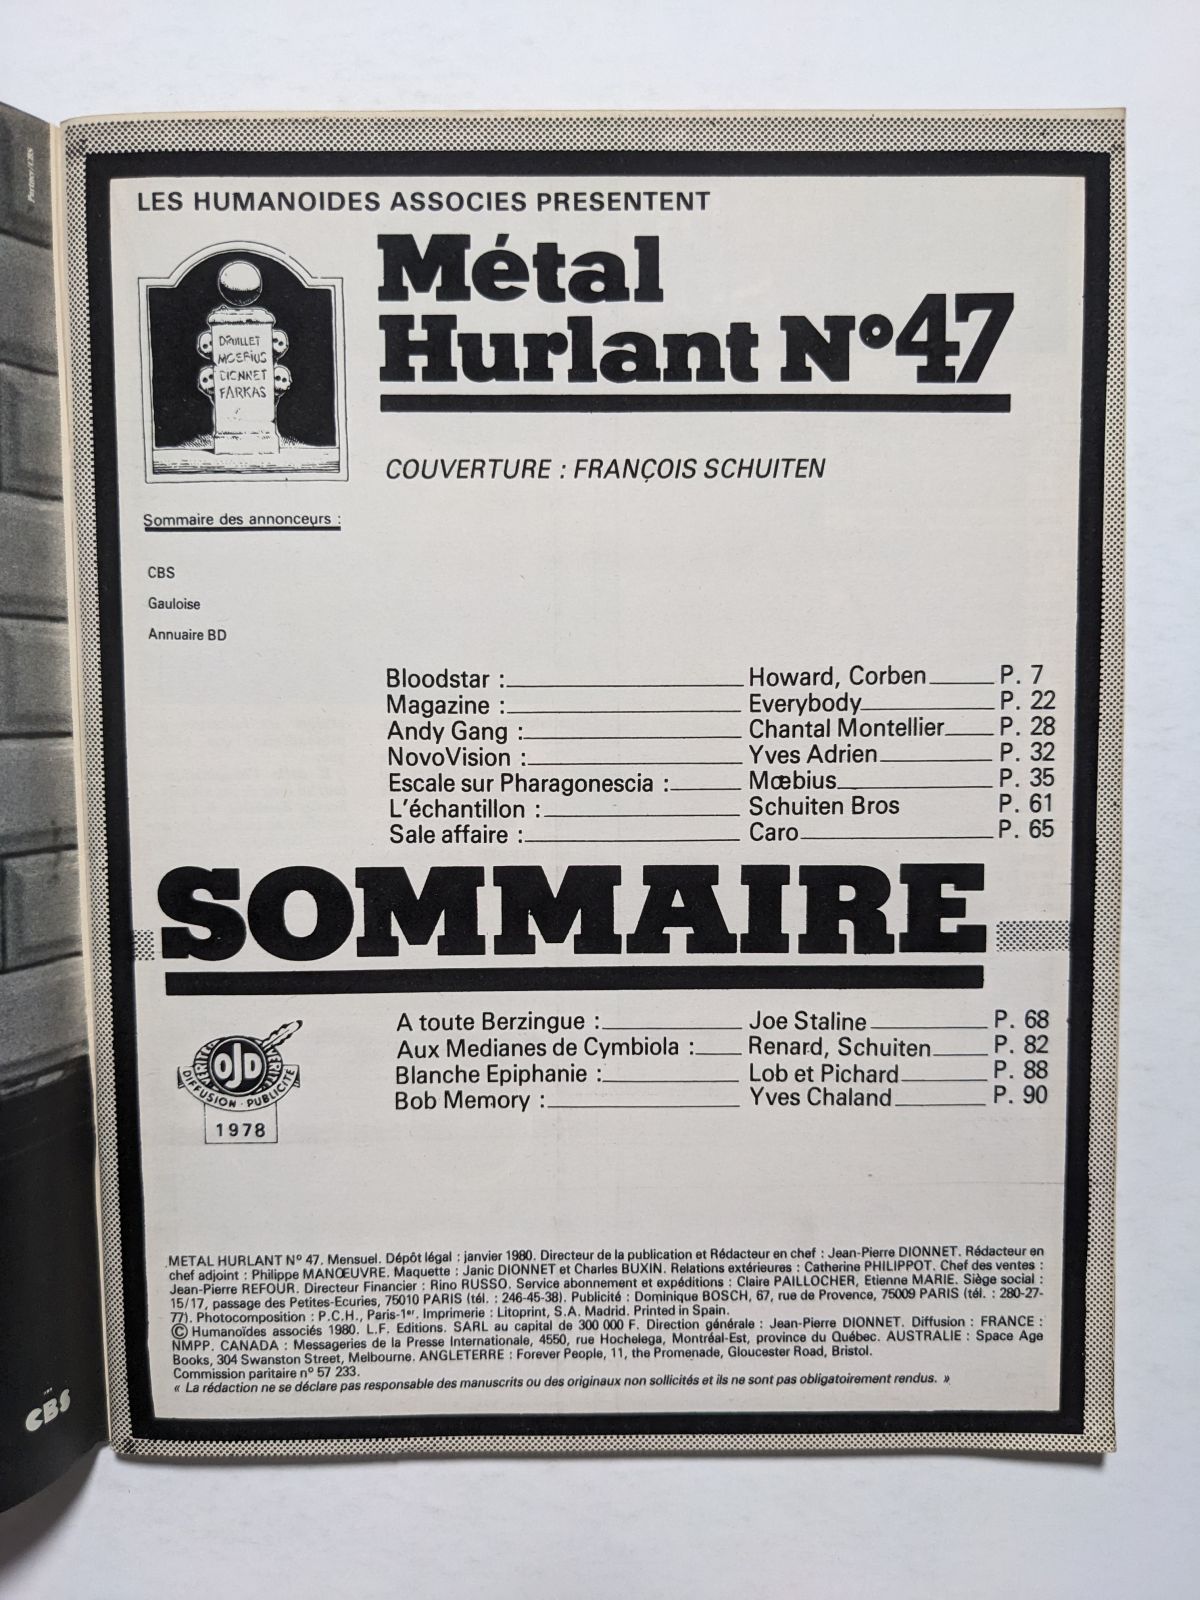 Partner/CBS
LES HUMANOIDES ASSOCIES PRESENTENT
Métal
Hurlant Nº47
DRUILLET
MOEBIUS
DIONNET
FARKAS
COUVERTURE : FRANÇOIS SCHUITEN
Sommaire des annonceurs :
CBS
Gauloise
Annuaire BD
Bloodstar : Howard, Corben P. 7
Magazine : Everybody P. 22
Andy Gang : Chantal Montellier P. 28
NovoVision : Yves Adrien P. 32
Escale sur Pharagonescia : Mœbius P. 35
L'échantillon : Schuiten Bros P. 61
Sale affaire : Caro P. 65
SOMMAIRE
A toute Berzingue : Joe Staline P. 68
Aux Medianes de Cymbiola : Renard, Schuiten P. 82
Blanche Epiphanie : Lob et Pichard P. 88
Bob Memory : Yves Chaland P. 90
OJD
DIFFUSION · PUBLICITE
1978
METAL HURLANT Nº 47. Mensuel. Dépôt légal : janvier 1980. Directeur de la publication et Rédacteur en chef : Jean-Pierre DIONNET. Rédacteur en
chef adjoint : Philippe MANŒUVRE. Maquette : Janic DIONNET et Charles BUXIN. Relations extérieures : Catherine PHILIPPOT. Chef des ventes :
Jean-Pierre REFOUR. Directeur Financier : Rino RUSSO. Service abonnement et expéditions : Claire PAILLOCHER, Etienne MARIE. Siège social :
15/17, passage des Petites-Ecuries, 75010 PARIS (tél. : 246-45-38). Publicité : Dominique BOSCH, 67, rue de Provence, 75009 PARIS (tél. : 280-27-
77). Photocomposition : P.C.H., Paris-1er. Imprimerie : Litoprint, S.A. Madrid. Printed in Spain.
© Humanoïdes associés 1980. L.F. Editions. SARL au capital de 300 000 F. Direction générale : Jean-Pierre DIONNET. Diffusion : FRANCE :
NMPP. CANADA : Messageries de la Presse Internationale, 4550, rue Hochelega, Montréal-Est, province du Québec. AUSTRALIE : Space Age
Books, 304 Swanston Street, Melbourne. ANGLETERRE : Forever People, 11, the Promenade, Gloucester Road, Bristol.
Commission paritaire nº 57 233.
« La rédaction ne se déclare pas responsable des manuscrits ou des originaux non sollicités et ils ne sont pas obligatoirement rendus. »
CBS